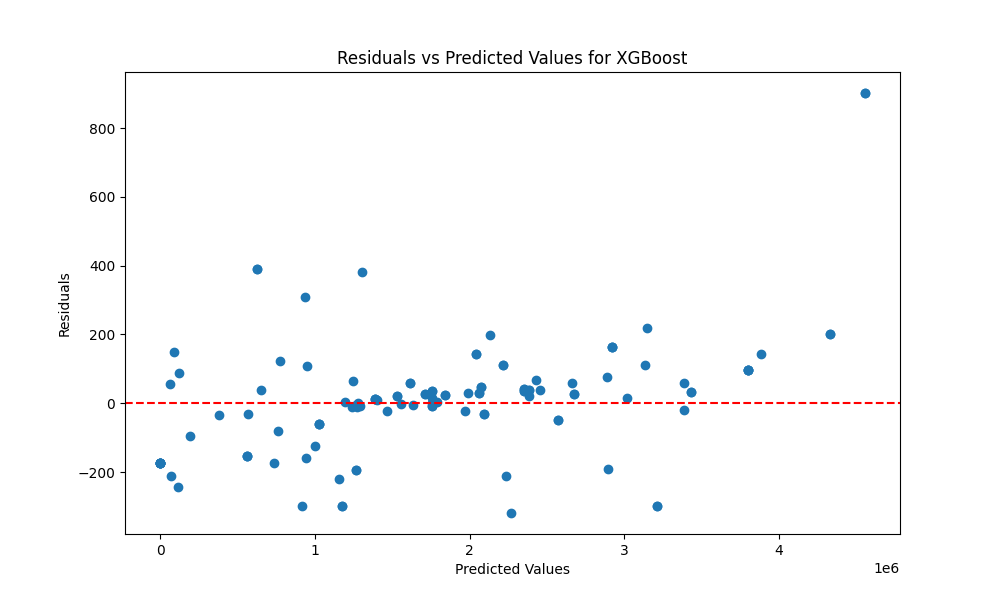 Residuals vs Predicted Values for XGBoost
Residuals
800
600
400
200
0
−200
0 1 2 3 4
1e6
Predicted Values